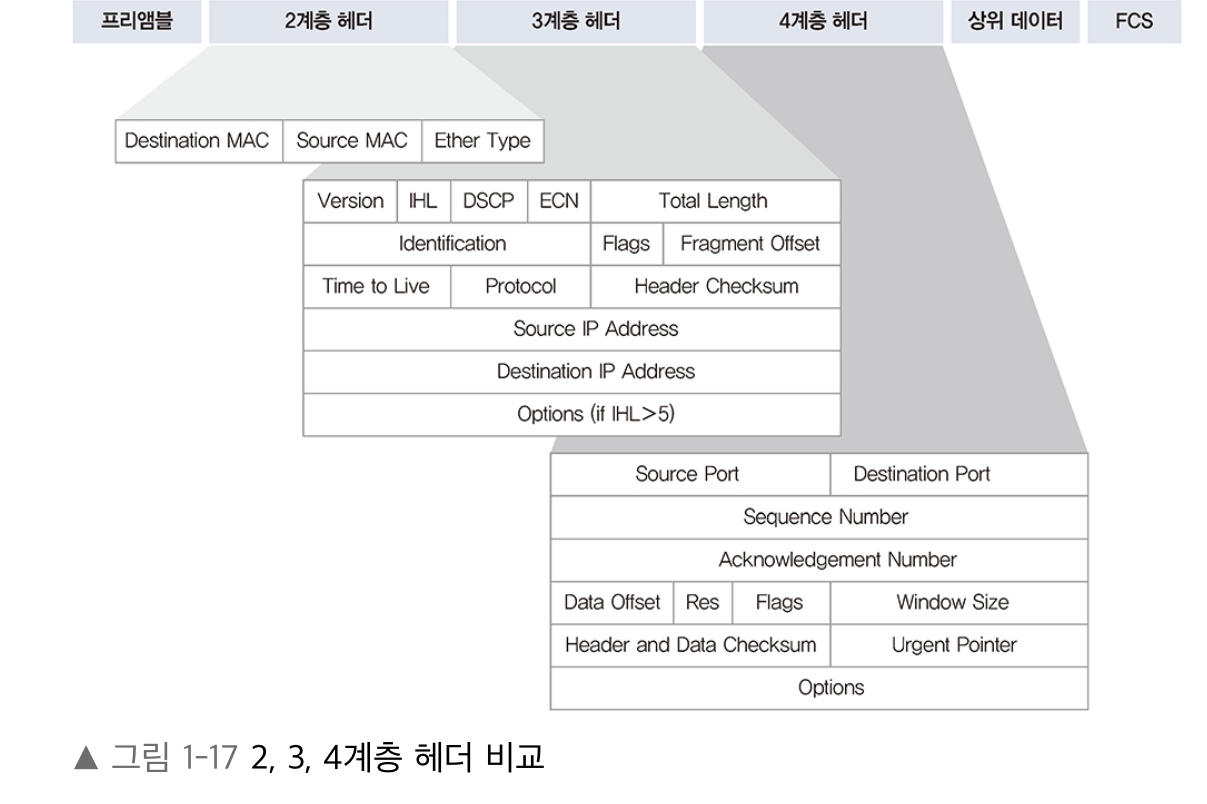 프리앰블 2계층 헤더 3계층 헤더 4계층 헤더 상위 데이터 FCS
Destination MAC Source MAC Ether Type
Version IHL DSCP ECN Total Length
Identification Flags Fragment Offset
Time to Live Protocol Header Checksum
Source IP Address
Destination IP Address
Options (if IHL>5)
Source Port Destination Port
Sequence Number
Acknowledgement Number
Data Offset Res Flags Window Size
Header and Data Checksum Urgent Pointer
Options
▲ 그림 1-17 2, 3, 4계층 헤더 비교